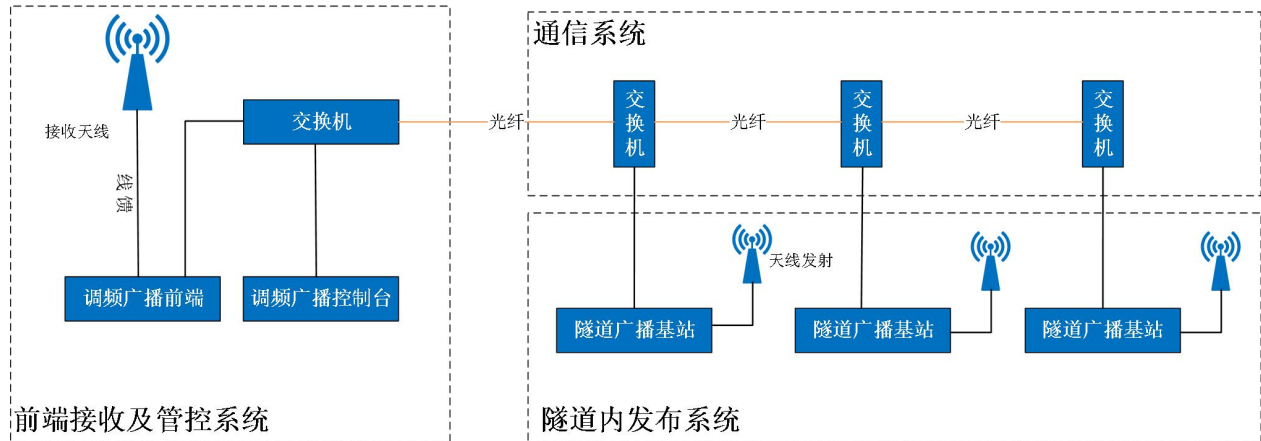 接收天线
线馈
交换机
调频广播前端
调频广播控制台
前端接收及管控系统
光纤
通信系统
交换机
光纤
交换机
光纤
交换机
天线发射
隧道广播基站
隧道广播基站
隧道广播基站
隧道内发布系统